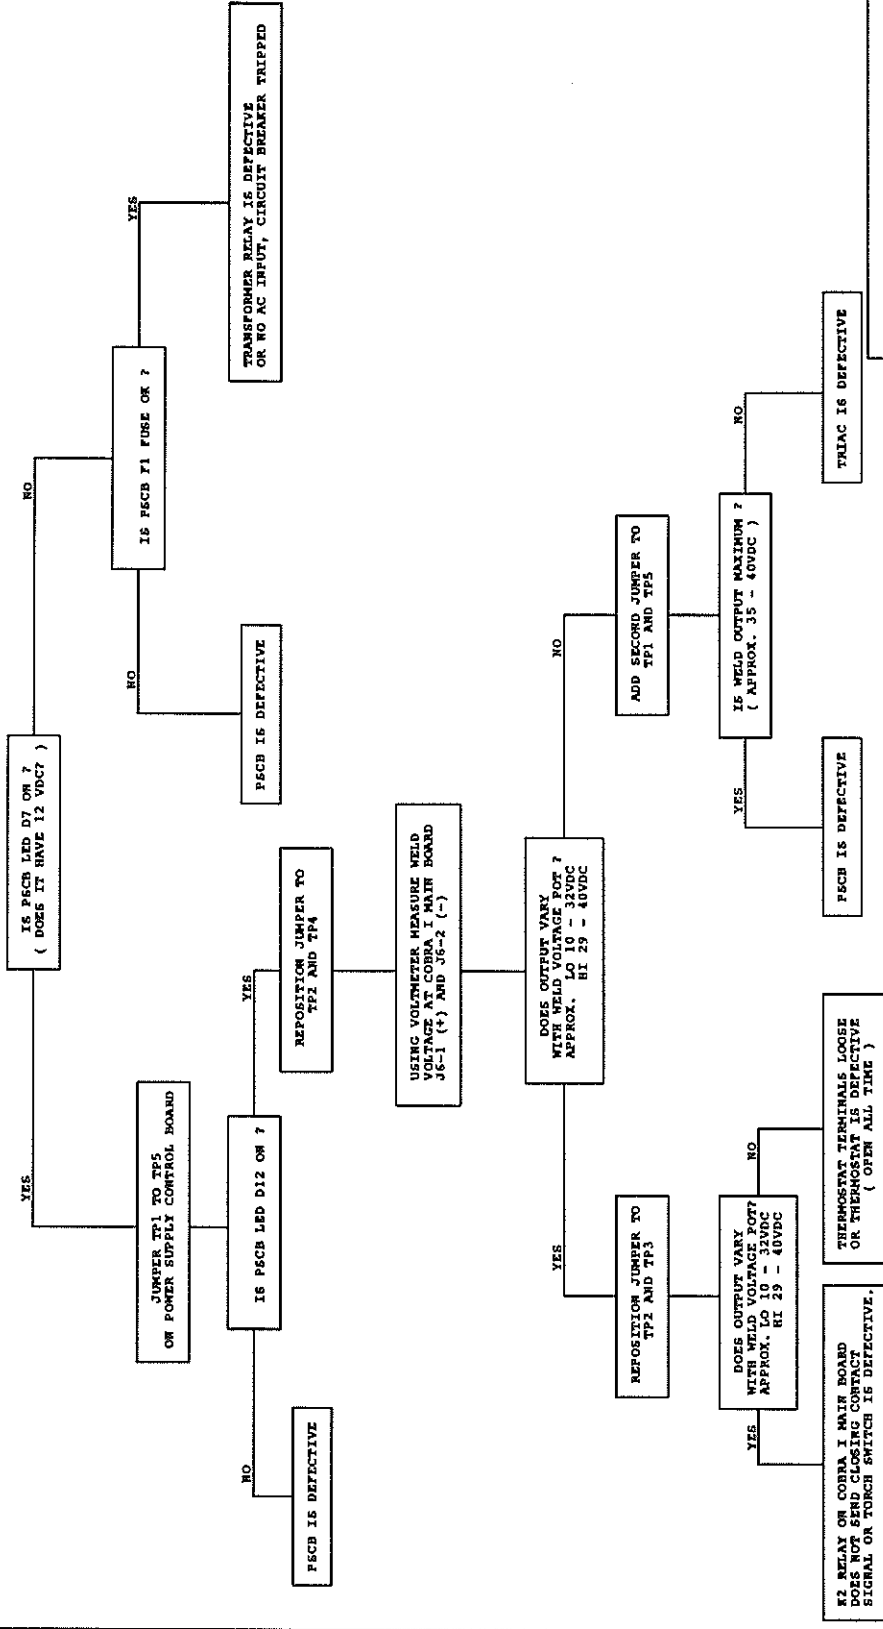 IS PSCB LED D7 ON ?
( DOES IT HAVE 12 VDC? )
YES
NO
JUMPER TP1 TO TP5
ON POWER SUPPLY CONTROL BOARD
IS PSCB F1 FUSE OK ?
NO
YES
IS PSCB LED D12 ON ?
PSCB IS DEFECTIVE
TRANSFORMER RELAY IS DEFECTIVE
OR NO AC INPUT, CIRCUIT BREAKER TRIPPED
NO
YES
PSCB IS DEFECTIVE
REPOSITION JUMPER TO
TP2 AND TP4
USING VOLTMETER MEASURE WELD
VOLTAGE AT COBRA I MAIN BOARD
J6-1 (+) AND J6-2 (-)
DOES OUTPUT VARY
WITH WELD VOLTAGE POT ?
APPROX. LO 10 - 32VDC
HI 29 - 40VDC
YES
NO
REPOSITION JUMPER TO
TP2 AND TP3
ADD SECOND JUMPER TO
TP1 AND TP5
DOES OUTPUT VARY
WITH WELD VOLTAGE POT?
APPROX. LO 10 - 32VDC
HI 29 - 40VDC
IS WELD OUTPUT MAXIMUM ?
( APPROX. 35 - 40VDC )
YES
NO
YES
NO
K2 RELAY ON COBRA I MAIN BOARD
DOES NOT SEND CLOSING CONTACT
SIGNAL OR TORCH SWITCH IS DEFECTIVE.
THERMOSTAT TERMINALS LOOSE
OR THERMOSTAT IS DEFECTIVE
( OPEN ALL TIME )
PSCB IS DEFECTIVE
TRIAC IS DEFECTIVE